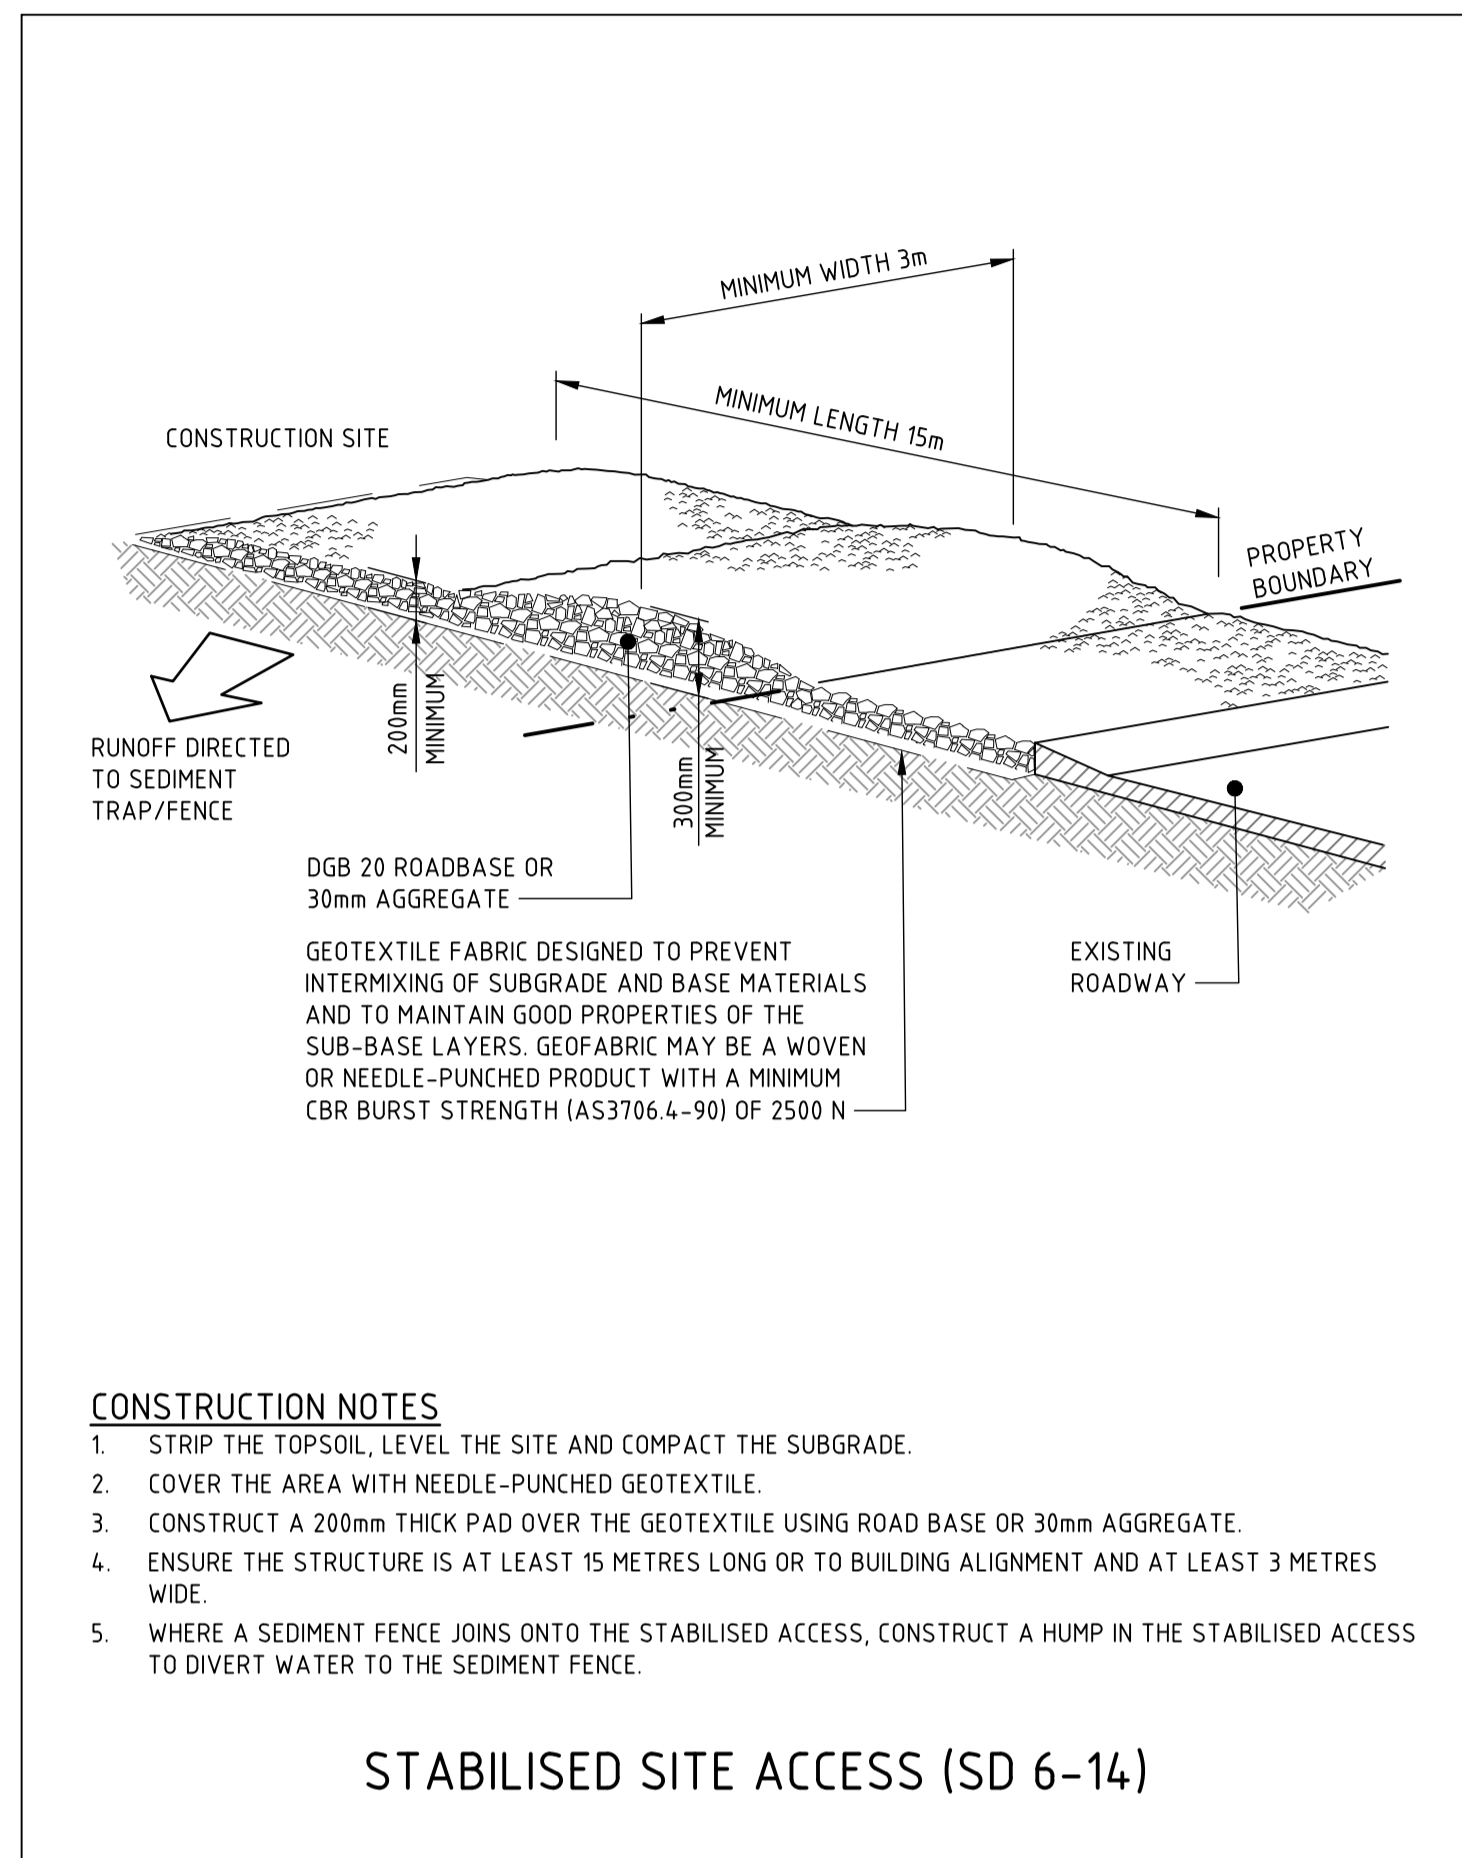 MINIMUM WIDTH 3m
MINIMUM LENGTH 15m
CONSTRUCTION SITE
PROPERTY
BOUNDARY
200mm
MINIMUM
RUNOFF DIRECTED
TO SEDIMENT
TRAP/FENCE
300mm
MINIMUM
DGB 20 ROADBASE OR
30mm AGGREGATE
GEOTEXTILE FABRIC DESIGNED TO PREVENT
INTERMIXING OF SUBGRADE AND BASE MATERIALS
AND TO MAINTAIN GOOD PROPERTIES OF THE
SUB-BASE LAYERS. GEOFABRIC MAY BE A WOVEN
OR NEEDLE-PUNCHED PRODUCT WITH A MINIMUM
CBR BURST STRENGTH (AS3706.4-90) OF 2500 N
EXISTING
ROADWAY
CONSTRUCTION NOTES
1. STRIP THE TOPSOIL, LEVEL THE SITE AND COMPACT THE SUBGRADE.
2. COVER THE AREA WITH NEEDLE-PUNCHED GEOTEXTILE.
3. CONSTRUCT A 200mm THICK PAD OVER THE GEOTEXTILE USING ROAD BASE OR 30mm AGGREGATE.
4. ENSURE THE STRUCTURE IS AT LEAST 15 METRES LONG OR TO BUILDING ALIGNMENT AND AT LEAST 3 METRES
WIDE.
5. WHERE A SEDIMENT FENCE JOINS ONTO THE STABILISED ACCESS, CONSTRUCT A HUMP IN THE STABILISED ACCESS
TO DIVERT WATER TO THE SEDIMENT FENCE.
STABILISED SITE ACCESS (SD 6-14)